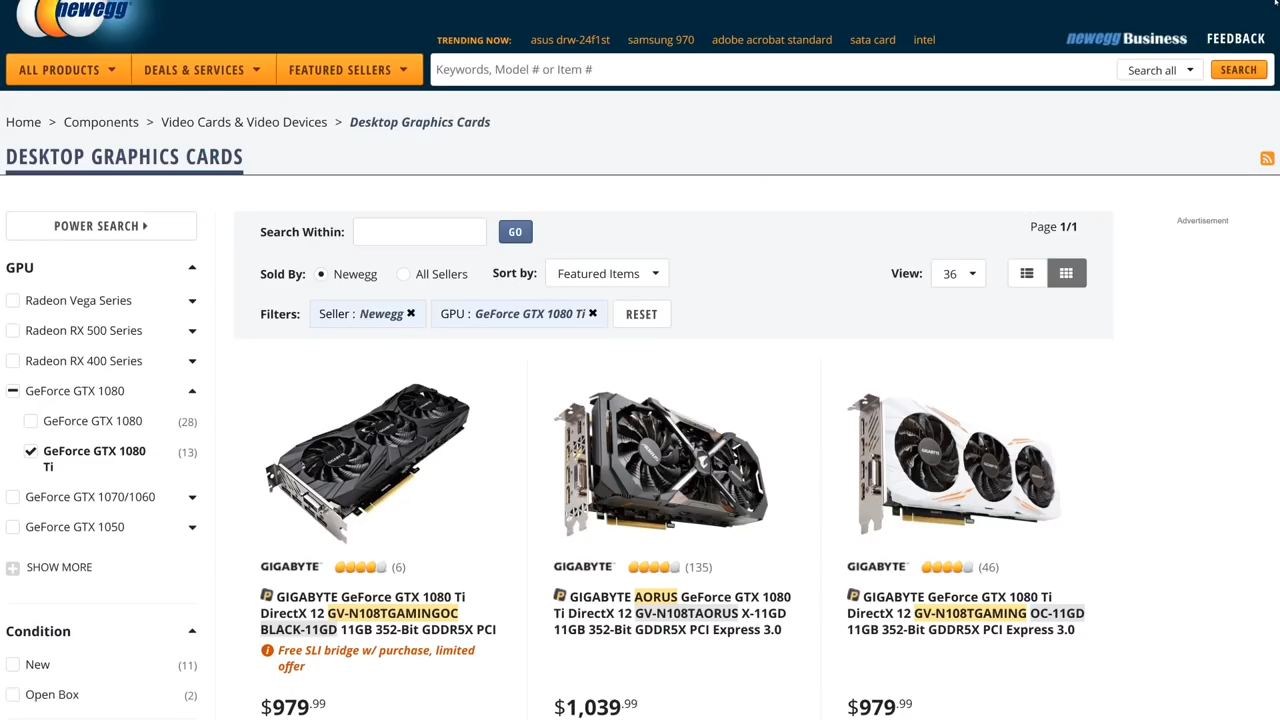 newegg
TRENDING NOW: asus drw-24f1st samsung 970 adobe acrobat standard sata card intel
newegg Business FEEDBACK
ALL PRODUCTS DEALS & SERVICES FEATURED SELLERS Keywords, Model # or Item # Search all SEARCH
Home > Components > Video Cards & Video Devices > Desktop Graphics Cards
DESKTOP GRAPHICS CARDS
Advertisement
POWER SEARCH
GPU
Radeon Vega Series
Radeon RX 500 Series
Radeon RX 400 Series
GeForce GTX 1080
GeForce GTX 1080 (28)
GeForce GTX 1080 (13)
Ti
GeForce GTX 1070/1060
GeForce GTX 1050
SHOW MORE
Condition
New (11)
Open Box (2)
Search Within: GO
Page 1/1
Sold By: Newegg All Sellers Sort by: Featured Items View: 36
Filters: Seller : Newegg ✖ GPU : GeForce GTX 1080 Ti ✖ RESET
GIGABYTE™ (6)
GIGABYTE GeForce GTX 1080 Ti
DirectX 12 GV-N108TGAMINGOC
BLACK-11GD 11GB 352-Bit GDDR5X PCI
Free SLI bridge w/ purchase, limited
offer
$979.99
GIGABYTE™ (135)
GIGABYTE AORUS GeForce GTX 1080
Ti DirectX 12 GV-N108TAORUS X-11GD
11GB 352-Bit GDDR5X PCI Express 3.0
$1,039.99
GIGABYTE™ (46)
GIGABYTE GeForce GTX 1080 Ti
DirectX 12 GV-N108TGAMING OC-11GD
11GB 352-Bit GDDR5X PCI Express 3.0
$979.99